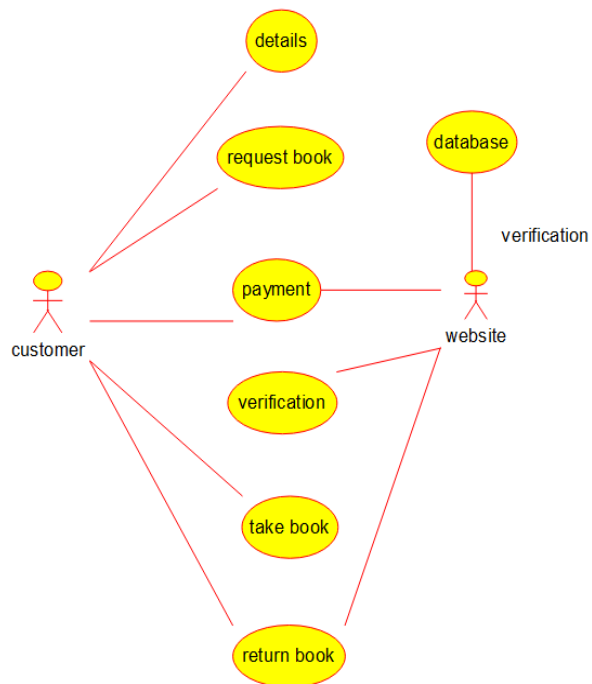 details
request book
database
verification
payment
website
customer
verification
take book
return book